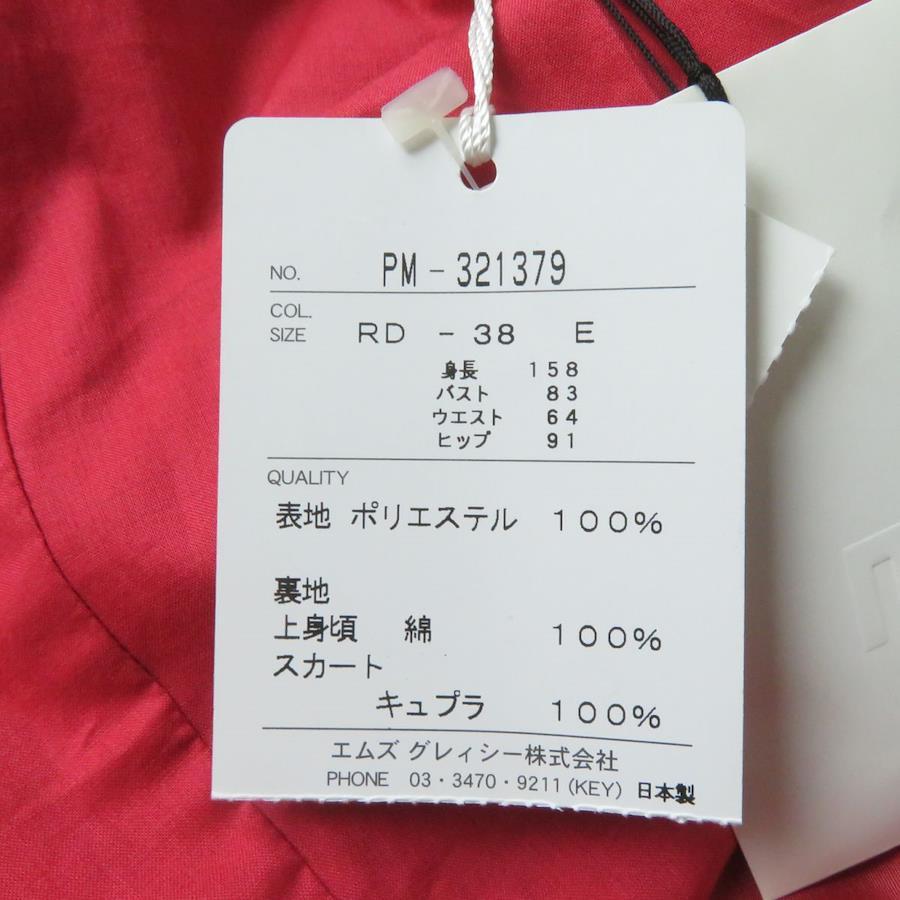 NO. PM-321379
COL.
SIZE RD - 38 E
身長 158
バスト 83
ウエスト 64
ヒップ 91
QUALITY
表地 ポリエステル 100%
裏地
上身頃 綿 100%
スカート
キュプラ 100%
エムズ グレィシー株式会社
PHONE 03・3470・9211 (KEY) 日本製